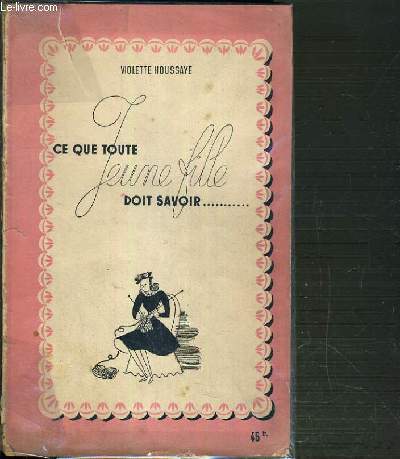 Le-livre.com
VIOLETTE HOUSSAYE
CE QUE TOUTE
Jeune fille
DOIT SAVOIR...........
45 fr.